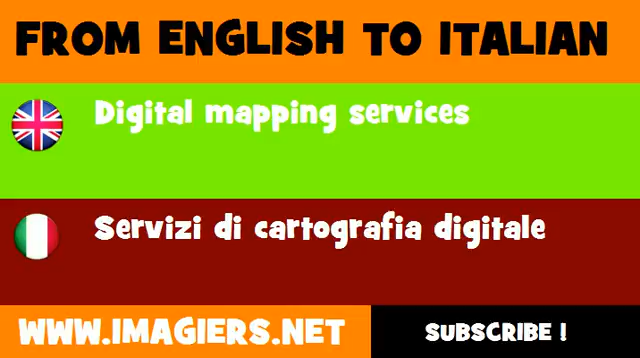 FROM ENGLISH TO ITALIAN
Digital mapping services
Servizi di cartografia digitale
WWW.IMAGIERS.NET
SUBSCRIBE !